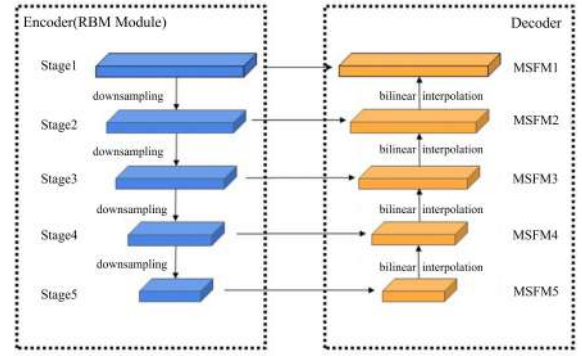 Encoder(RBM Module)
Decoder
Stage1
MSFM1
downsampling
bilinear interpolation
Stage2
MSFM2
downsampling
bilinear interpolation
Stage3
MSFM3
downsampling
bilinear interpolation
Stage4
MSFM4
downsampling
bilinear interpolation
Stage5
MSFM5